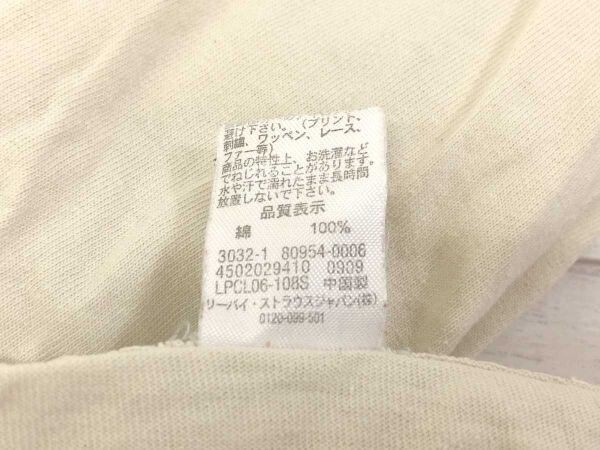 避け下さい。（プリント、
刺繍、ワッペン、レース、
ファー等）
商品の特性上、お洗濯など
でねじれることがあります。
水や汗で濡れたまま長時間
放置しないで下さい。
品質表示
綿 100%
3032-1 80954-0006
4502029410 0909
LPCL06-108S 中国製
リーバイ・ストラウスジャパン(株)
0120-099-501